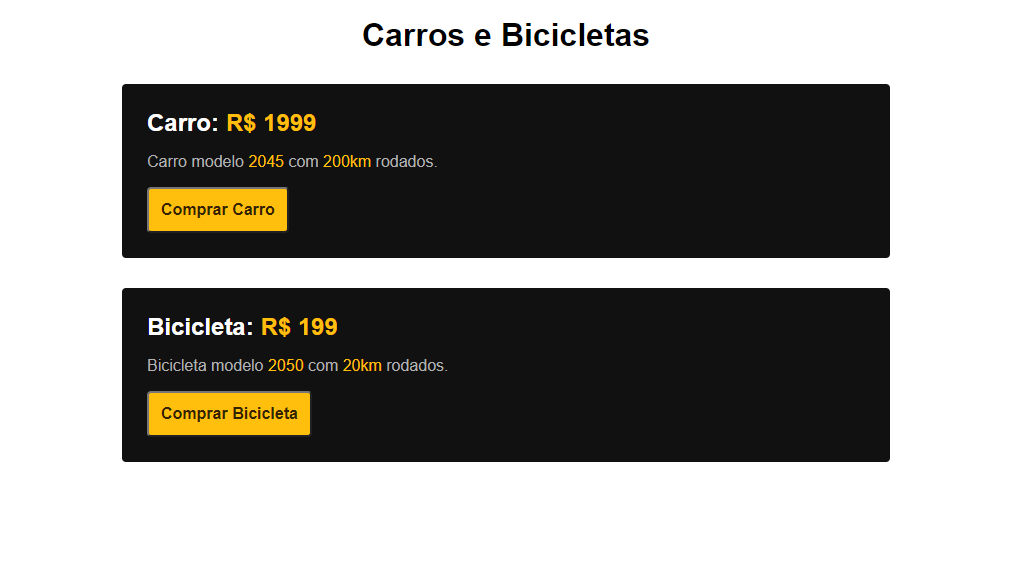 Carros e Bicicletas
Carro: R$ 1999
Carro modelo 2045 com 200km rodados.
Comprar Carro
Bicicleta: R$ 199
Bicicleta modelo 2050 com 20km rodados.
Comprar Bicicleta